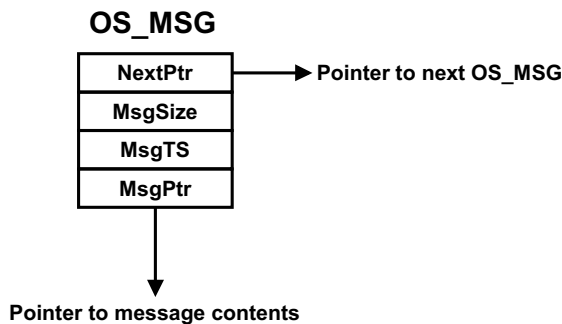 OS_MSG
NextPtr
Pointer to next OS_MSG
MsgSize
MsgTS
MsgPtr
Pointer to message contents